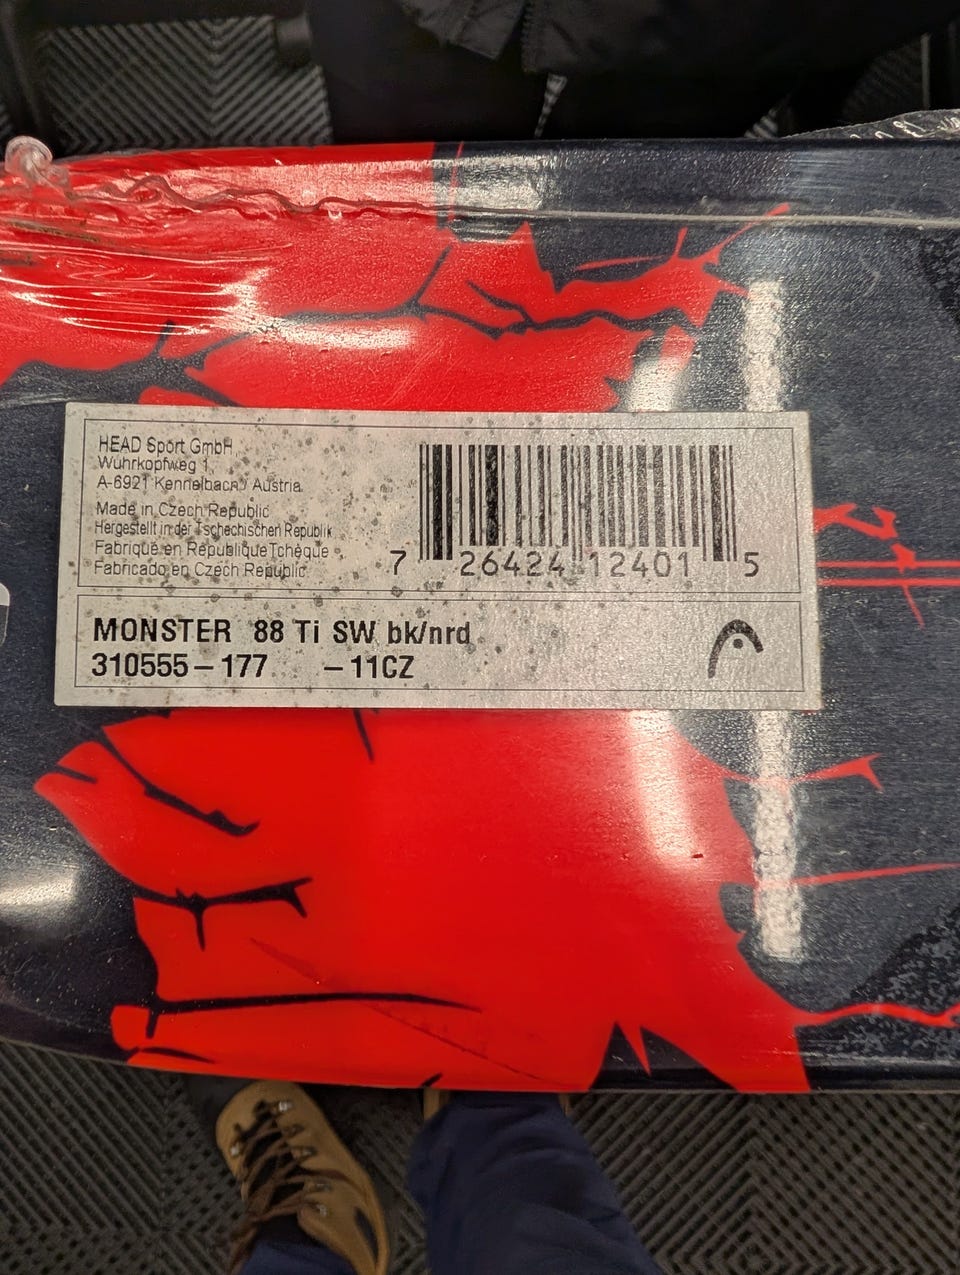 HEAD Sport GmbH
Wuhrkopfweg 1
A-6921 Kennelbach / Austria
Made in Czech Republic
Hergestellt in der Tschechischen Republik
Fabriqué en République Tchèque
Fabricado en Czech Republic
7 26424 12401 5
MONSTER 88 Ti SW bk/nrd
310555-177 -11CZ